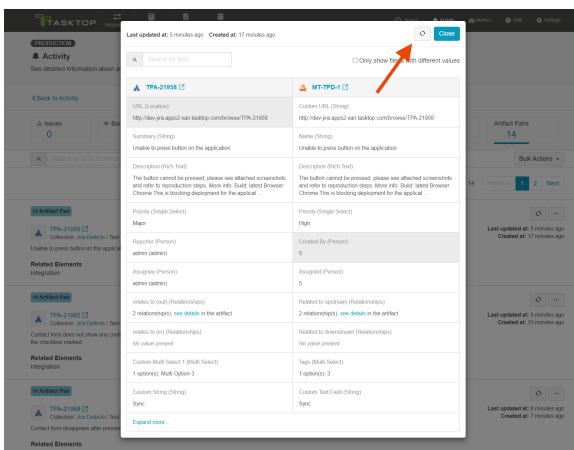 TASKTOP
Metrics
Help
Settings
Last updated at: 5 minutes ago Created at: 17 minutes ago
Close
PRODUCTION
Activity
See detailed information about
Search for field
Only show fields with different values
TPA-21958
MT-TPD-1
Back to Activity
URL (Location)
http://dev-jira.apps2.van.tasktop.com/browse/TPA-21958
Custom URL (String)
http://dev-jira.apps2.van.tasktop.com/browse/TPA-21958
Issues
0
Artifact Pairs
14
Summary (String)
Unable to press button on the application
Name (String)
Unable to press button on the application
Bulk Actions
Description (Rich Text)
The button cannot be pressed, please see attached screenshots
and refer to reproduction steps. More info: Build: latest Browser:
Chrome This is blocking deployment for the applicat ...
Description (Rich Text)
The button cannot be pressed, please see attached screenshots
and refer to reproduction steps. More info: Build: latest Browser:
Chrome This is blocking deployment for the applicat ...
14
Previous
1
2
Next
Priority (Single Select)
Major
Priority (Single Select)
High
Artifact Pair
TPA-21958
Collection: Jira Defects / Test
Unable to press button on the applica
Last updated at: 5 minutes ago
Created at: 17 minutes ago
Related Elements
Integration
Reporter (Person)
admin (admin)
Created By (Person)
5
Assignee (Person)
admin (admin)
Assigned (Person)
5
relates to (out) (Relationships)
2 relationship(s), see details in the artifact
Related to upstream (Relationships)
2 relationship(s), see details in the artifact
Artifact Pair
TPA-21962
Collection: Jira Defects / Test
Contact form does not show any conf
the checkbox marked
Last updated at: 5 minutes ago
Created at: 10 minutes ago
Related Elements
Integration
relates to (in) (Relationships)
No value present
Related to downstream (Relationships)
No value present
Custom Multi Select 1 (Multi Select)
1 option(s): Multi Option 3
Tags (Multi Select)
1 option(s): 3
Custom String (String)
Sync
Custom Text Field (String)
Sync
Artifact Pair
TPA-21968
Collection: Jira Defects / Test
Contact form disappears after pressin
Last updated at: 8 minutes ago
Created at: 7 minutes ago
Related Elements
Expand more...